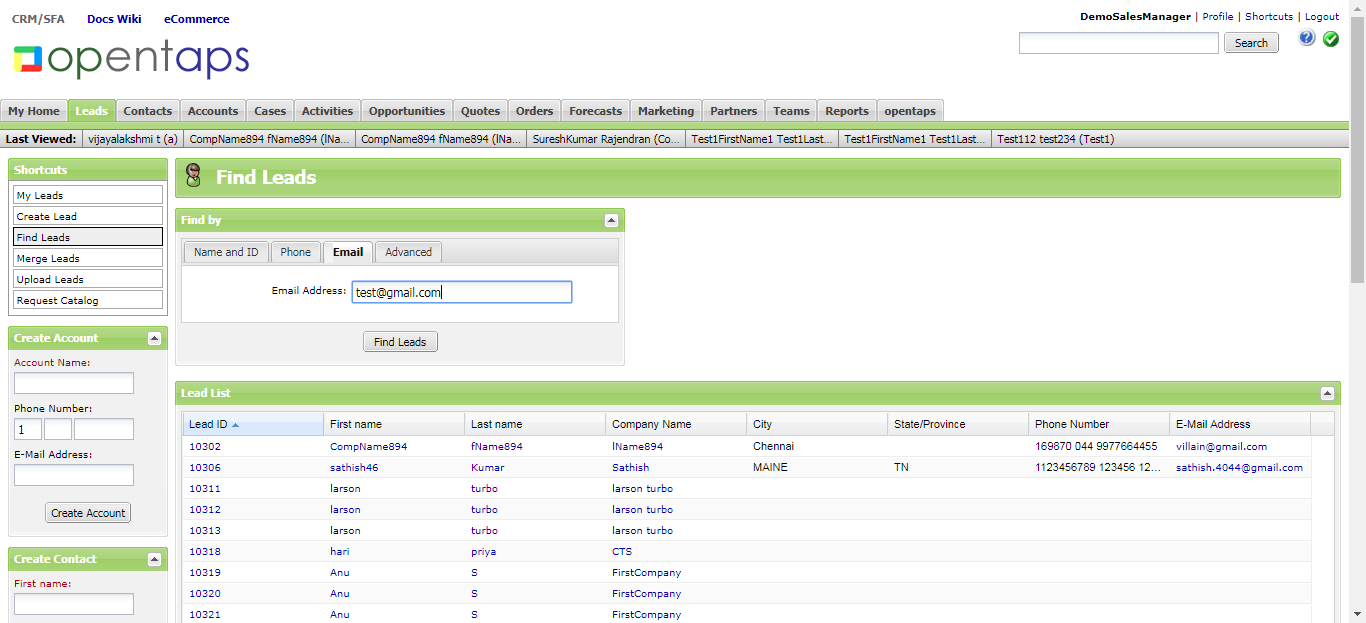 CRM/SFA Docs Wiki eCommerce
DemoSalesManager | Profile | Shortcuts | Logout
opentaps
Search
My Home Leads Contacts Accounts Cases Activities Opportunities Quotes Orders Forecasts Marketing Partners Teams Reports opentaps
Last Viewed: vijayalakshmi t (a) CompName894 fName894 (lNa... CompName894 fName894 (lNa... SureshKumar Rajendran (Co... Test1FirstName1 Test1Last... Test1FirstName1 Test1Last... Test112 test234 (Test1)
Shortcuts
My Leads
Create Lead
Find Leads
Merge Leads
Upload Leads
Request Catalog
Create Account
Account Name:
Phone Number:
1
E-Mail Address:
Create Account
Create Contact
First name:
Find Leads
Find by
Name and ID Phone Email Advanced
Email Address: test@gmail.com
Find Leads
Lead List
Lead ID First name Last name Company Name City State/Province Phone Number E-Mail Address
10302 CompName894 fName894 lName894 Chennai 169870 044 9977664455 villain@gmail.com
10306 sathish46 Kumar Sathish MAINE TN 1123456789 123456 12... sathish.4044@gmail.com
10311 larson turbo larson turbo
10312 larson turbo larson turbo
10313 larson turbo larson turbo
10318 hari priya CTS
10319 Anu S FirstCompany
10320 Anu S FirstCompany
10321 Anu S FirstCompany